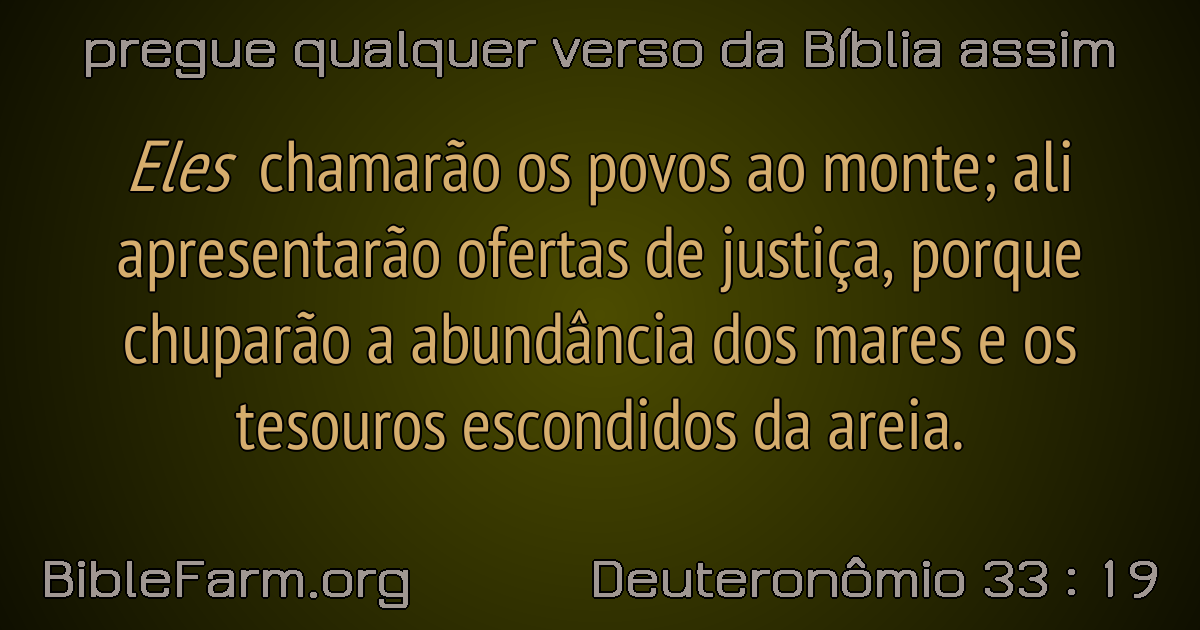 pregue qualquer verso da Bíblia assim
Eles chamarão os povos ao monte; ali
apresentarão ofertas de justiça, porque
chuparão a abundância dos mares e os
tesouros escondidos da areia.
BibleFarm.org
Deuteronômio 33 : 19